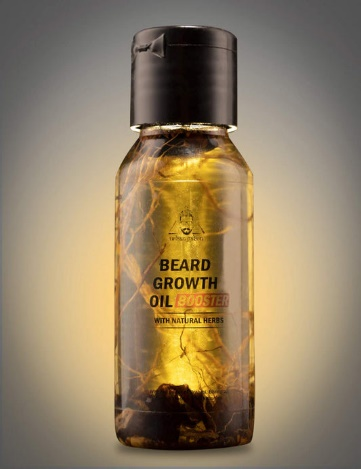 BEARD
GROWTH
OIL BOOSTER
WITH NATURAL HERBS